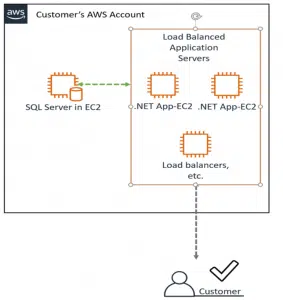 aws
Customer's AWS Account
Load Balanced
Application
Servers
SQL Server in EC2
.NET App-EC2
.NET App-EC2
Load balancers,
etc.
Customer